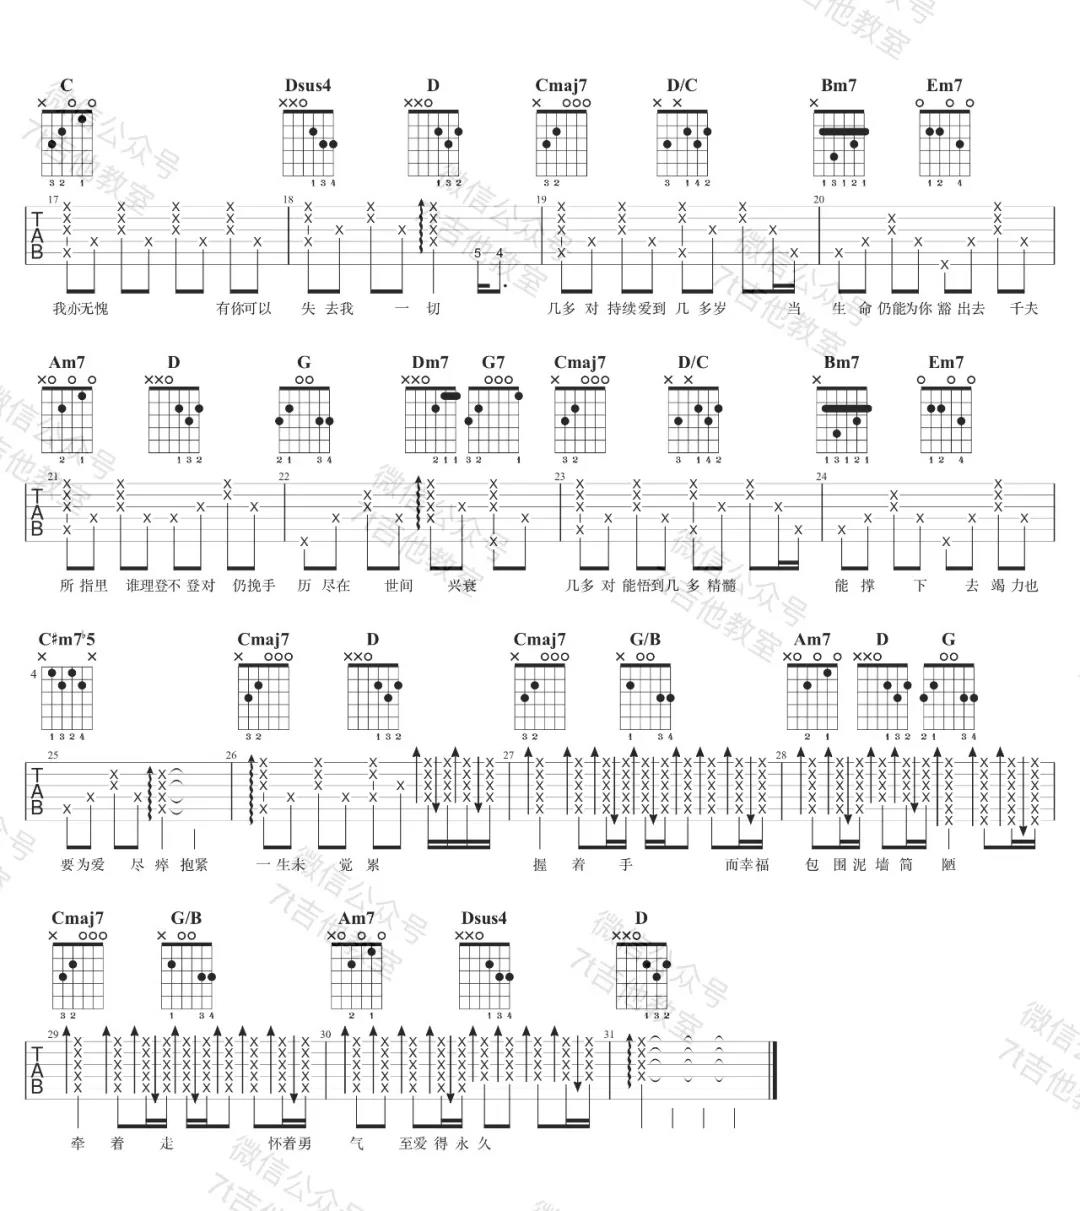 C Dsus4 D Cmaj7 D/C Bm7 Em7
17 18 19 20
5 4
我亦无愧 有你可以 失 去我 一 切 几多 对 持续爱到 几 多岁 当 生 命 仍能为你 豁 出去 千夫
Am7 D G Dm7 G7 Cmaj7 D/C Bm7 Em7
21 22 23 24
所 指里 谁理登不 登对 仍挽手 历 尽在 世间 兴衰 几多 对 能悟到几 多 精髓 能 撑 下 去 竭 力也
C♯m7♭5 Cmaj7 D Cmaj7 G/B Am7 D G
4
25 26 27 28
要为爱 尽 瘁 抱紧 一 生未 觉 累 握 着 手 而幸福 包 围 泥 墙 简 陋
Cmaj7 G/B Am7 Dsus4 D
29 30 31
牵 着 走 怀着勇 气 至爱 得 永 久
微信公众号
7t吉他教室